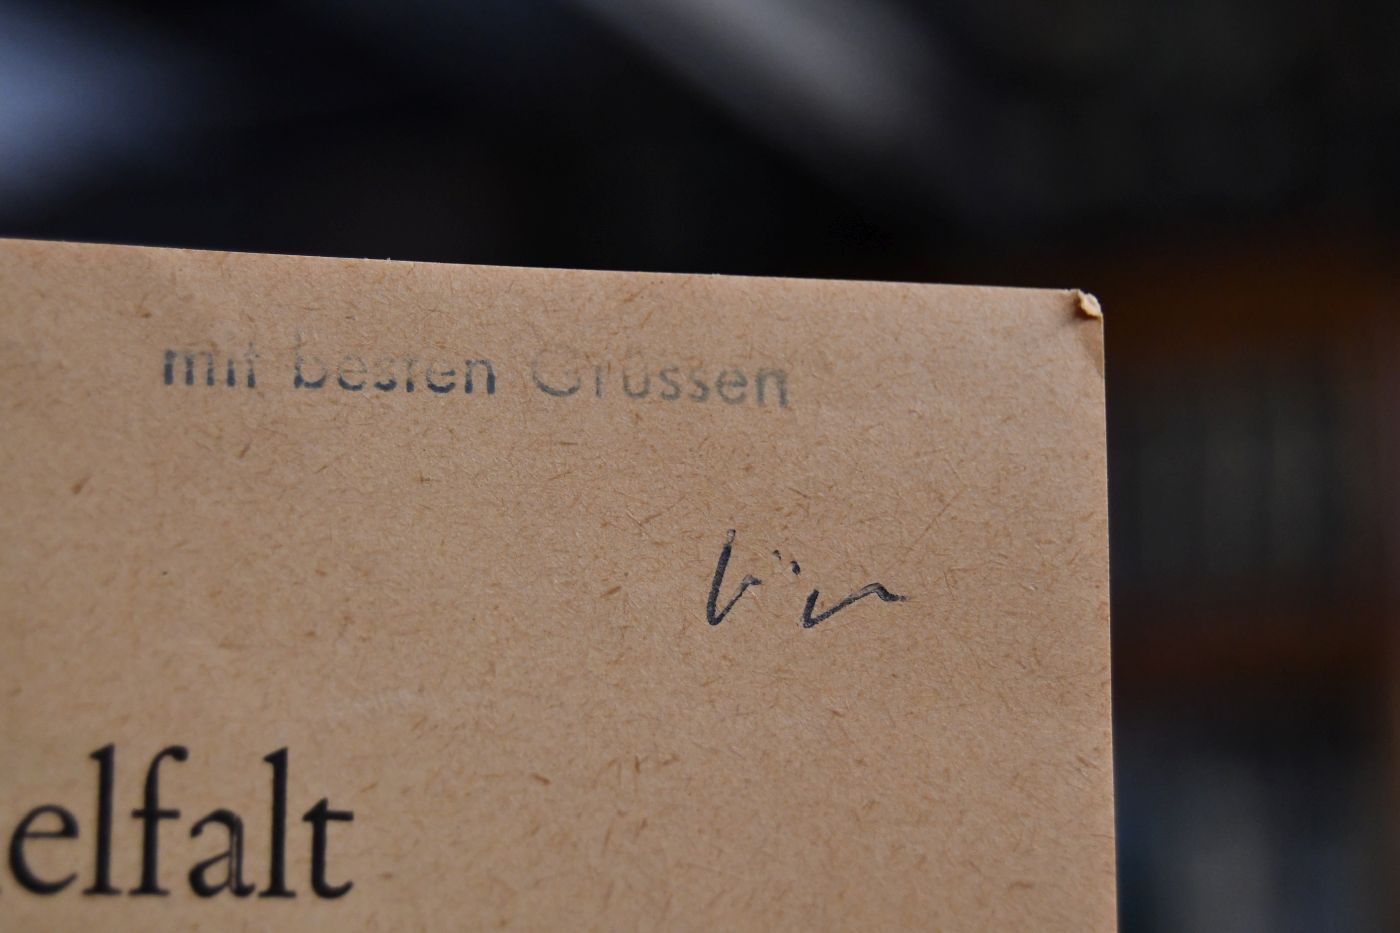 mit besten Grüssen
elfalt